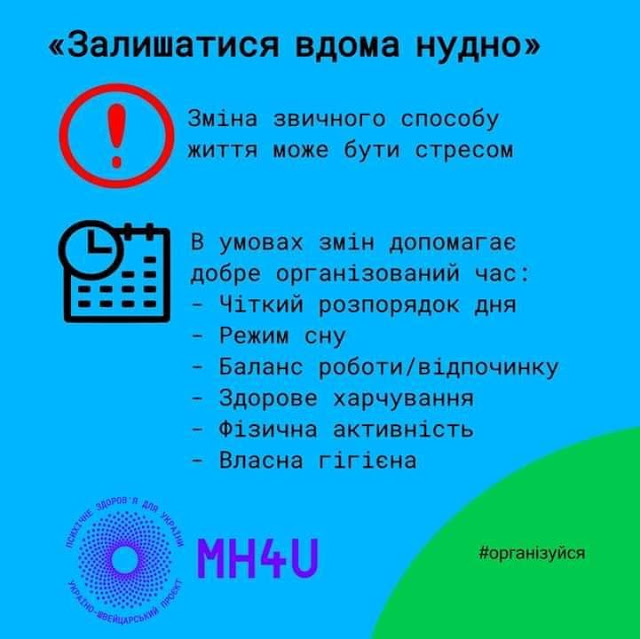 «Залишатися вдома нудно»
Зміна звичного способу
життя може бути стресом
В умовах змін допомагає
добре організований час:
- Чіткий розпорядок дня
- Режим сну
- Баланс роботи/відпочинку
- Здорове харчування
- Фізична активність
- Власна гігієна
ПСИХІЧНЕ ЗДОРОВ'Я ДЛЯ УКРАЇНИ
УКРАЇНО-ШВЕЙЦАРСЬКИЙ ПРОЄКТ
MH4U
#організуйся